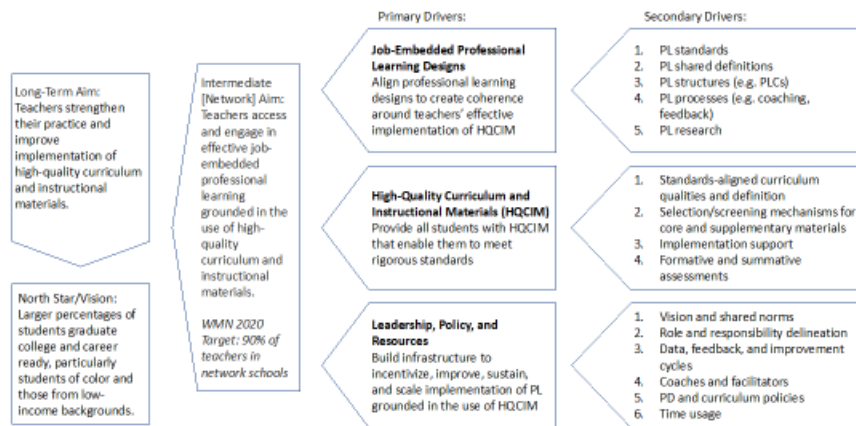 Primary Drivers:
Secondary Drivers:
Long-Term Aim:
Teachers strengthen
their practice and
improve
implementation of
high-quality curriculum
and instructional
materials.
North Star/Vision:
Larger percentages of
students graduate
college and career
ready, particularly
students of color and
those from low-
income backgrounds.
Intermediate
[Network] Aim:
Teachers access
and engage in
effective job-
embedded
professional
learning
grounded in the
use of high-
quality
curriculum and
instructional
materials.
WMN 2020
Target: 90% of
teachers in
network schools
Job-Embedded Professional
Learning Designs
Align professional learning
designs to create coherence
around teachers' effective
implementation of HQCIM
High-Quality Curriculum and
Instructional Materials (HQCIM)
Provide all students with HQCIM
that enable them to meet
rigorous standards
Leadership, Policy, and
Resources
Build infrastructure to
incentivize, improve, sustain,
and scale implementation of PL
grounded in the use of HQCIM
1. PL standards
2. PL shared definitions
3. PL structures (e.g. PLCs)
4. PL processes (e.g. coaching,
feedback)
5. PL research
1. Standards-aligned curriculum
qualities and definition
2. Selection/screening mechanisms for
core and supplementary materials
3. Implementation support
4. Formative and summative
assessments
1. Vision and shared norms
2. Role and responsibility delineation
3. Data, feedback, and improvement
cycles
4. Coaches and facilitators
5. PD and curriculum policies
6. Time usage